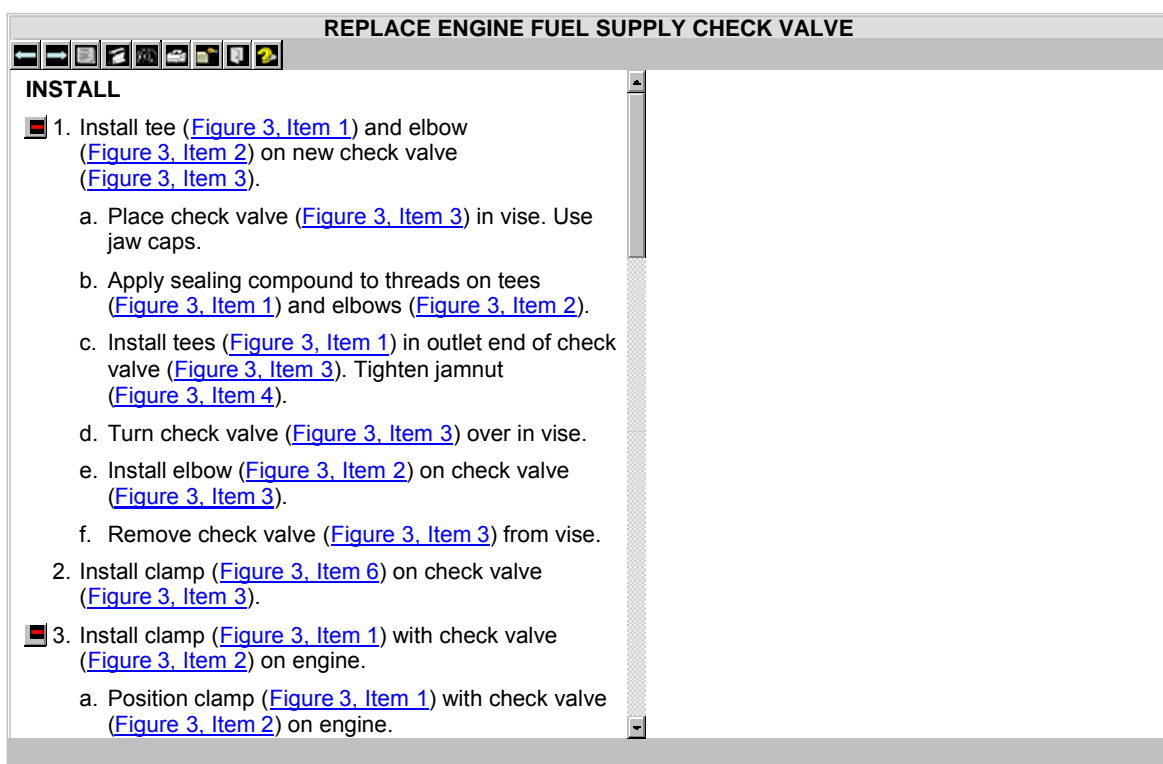 REPLACE ENGINE FUEL SUPPLY CHECK VALVE
INSTALL
1. Install tee (Figure 3, Item 1) and elbow
(Figure 3, Item 2) on new check valve
(Figure 3, Item 3).
a. Place check valve (Figure 3, Item 3) in vise. Use
jaw caps.
b. Apply sealing compound to threads on tees
(Figure 3, Item 1) and elbows (Figure 3, Item 2).
c. Install tees (Figure 3, Item 1) in outlet end of check
valve (Figure 3, Item 3). Tighten jamnut
(Figure 3, Item 4).
d. Turn check valve (Figure 3, Item 3) over in vise.
e. Install elbow (Figure 3, Item 2) on check valve
(Figure 3, Item 3).
f. Remove check valve (Figure 3, Item 3) from vise.
2. Install clamp (Figure 3, Item 6) on check valve
(Figure 3, Item 3).
3. Install clamp (Figure 3, Item 1) with check valve
(Figure 3, Item 2) on engine.
a. Position clamp (Figure 3, Item 1) with check valve
(Figure 3, Item 2) on engine.